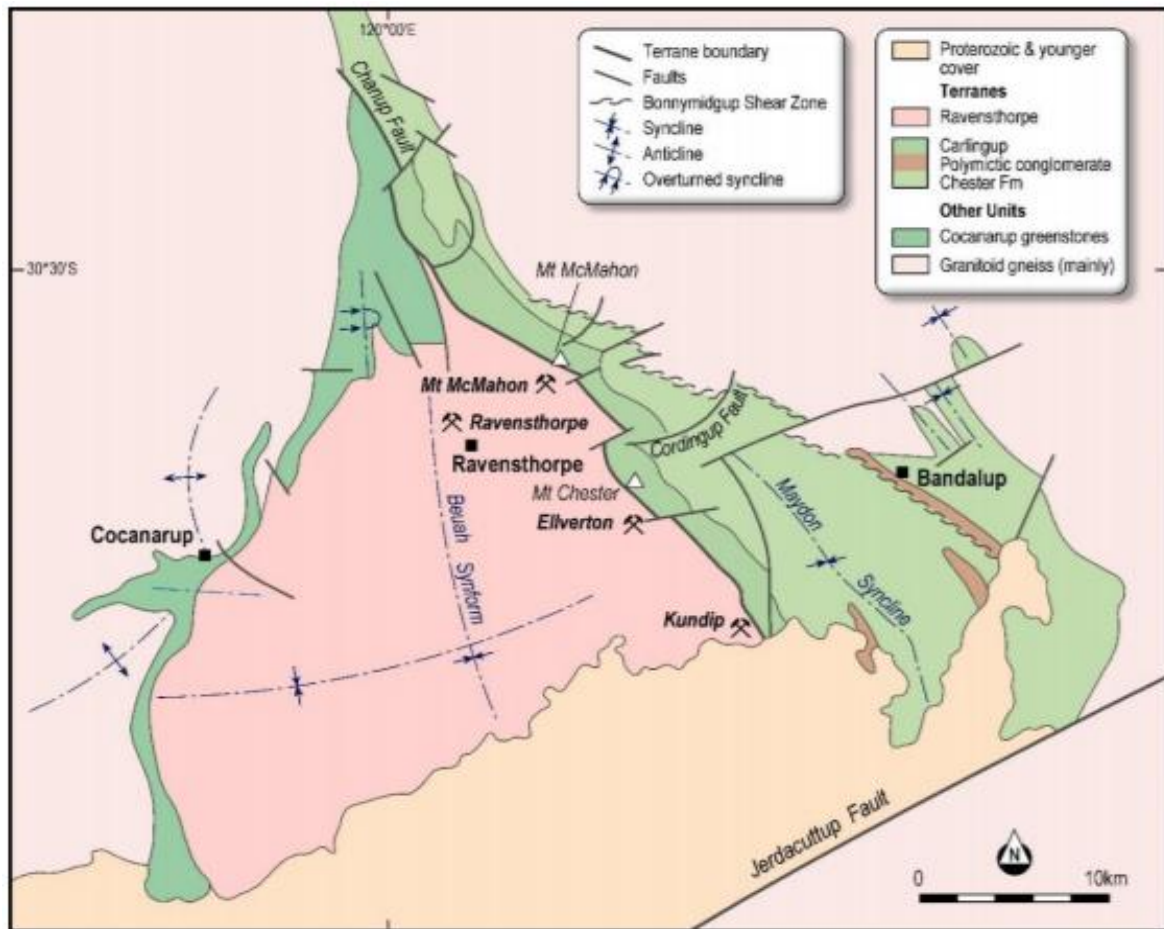 120°00'E
30°30'S
Terrane boundary
Faults
Bonnymidgup Shear Zone
Syncline
Anticline
Overturned syncline
Proterozoic & younger
cover
Terranes
Ravensthorpe
Carlingup
Polymictic conglomerate
Chester Fm
Other Units
Cocanarup greenstones
Granitoid gneiss (mainly)
Chanup Fault
Mt McMahon
Mt McMahon
Ravensthorpe
Ravensthorpe
Cordingup Fault
Mt Chester
Ellverton
Bandalup
Maydon
Syncline
Cocanarup
Beuah
Synform
Kundip
Jerdacuttup Fault
N
0 10km